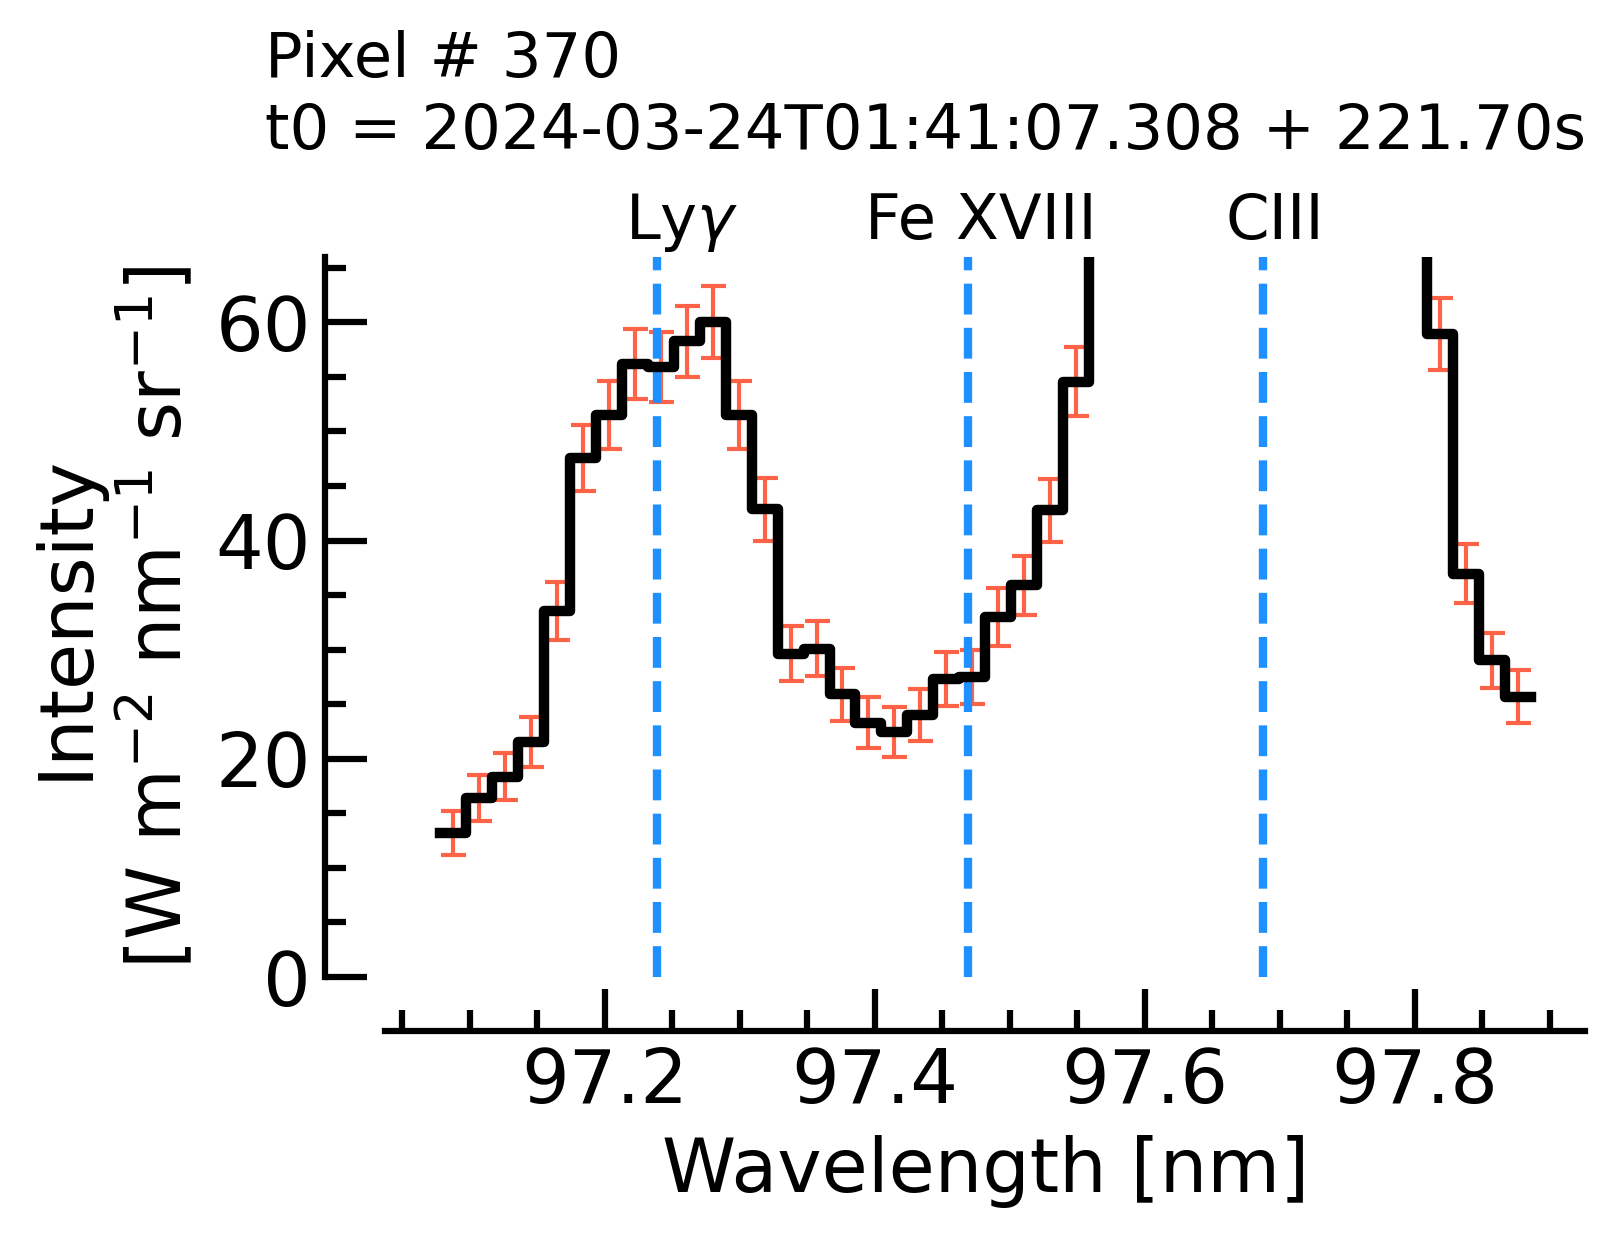 Pixel # 370
t0 = 2024-03-24T01:41:07.308 + 221.70s
Lyγ Fe XVIII CIII
Intensity
[W m⁻² nm⁻¹ sr⁻¹]
60
40
20
0
97.2 97.4 97.6 97.8
Wavelength [nm]